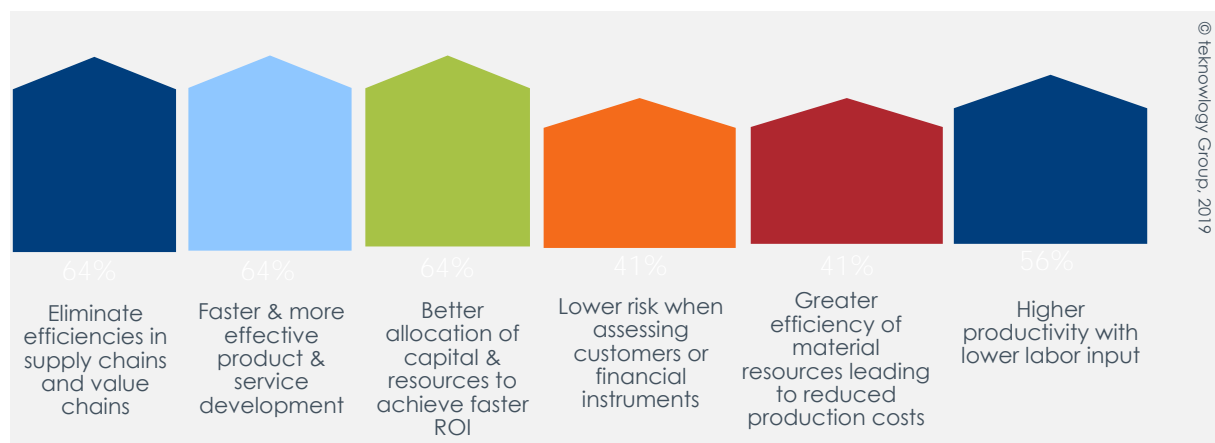 64%
Eliminate
efficiencies in
supply chains
and value
chains
64%
Faster & more
effective
product &
service
development
64%
Better
allocation of
capital &
resources to
achieve faster
ROI
41%
Lower risk when
assessing
customers or
financial
instruments
41%
Greater
efficiency of
material
resources leading
to reduced
production costs
56%
Higher
productivity with
lower labor input
© teknowlogy Group, 2019